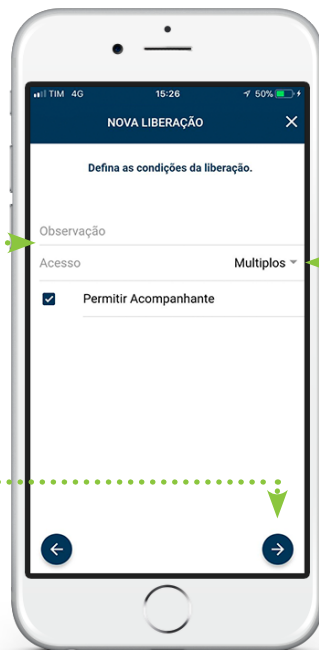 TIM 4G 15:26 50%
NOVA LIBERAÇÃO
Defina as condições da liberação.
Observação
Acesso Multiplos
Permitir Acompanhante